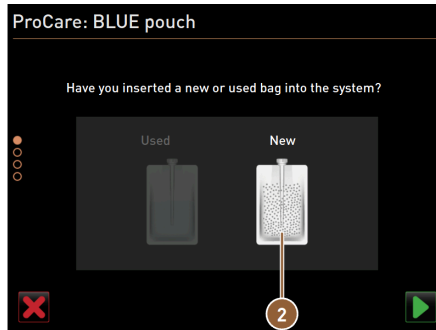 ProCare: BLUE pouch
Have you inserted a new or used bag into the system?
Used New
2